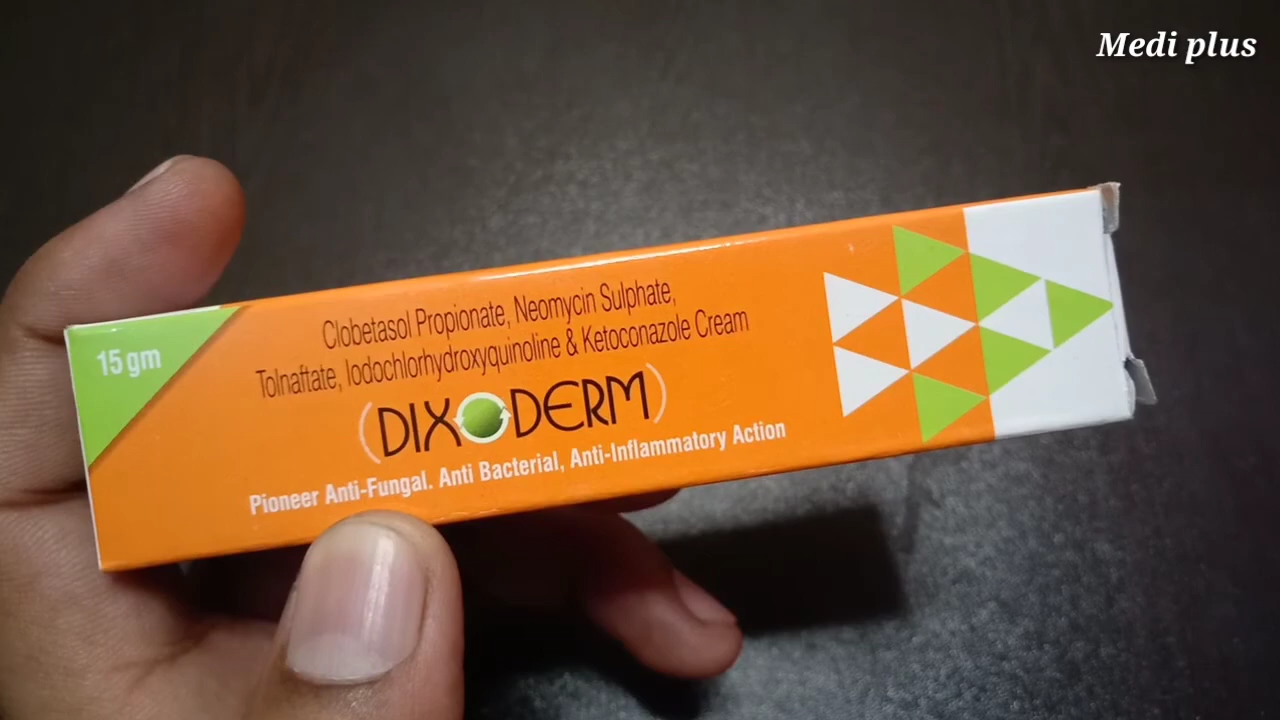 Medi plus
15 gm
Clobetasol Propionate, Neomycin Sulphate,
Tolnaftate, Iodochlorhydroxyquinoline & Ketoconazole Cream
(DIXODERM)
Pioneer Anti-Fungal. Anti Bacterial, Anti-Inflammatory Action